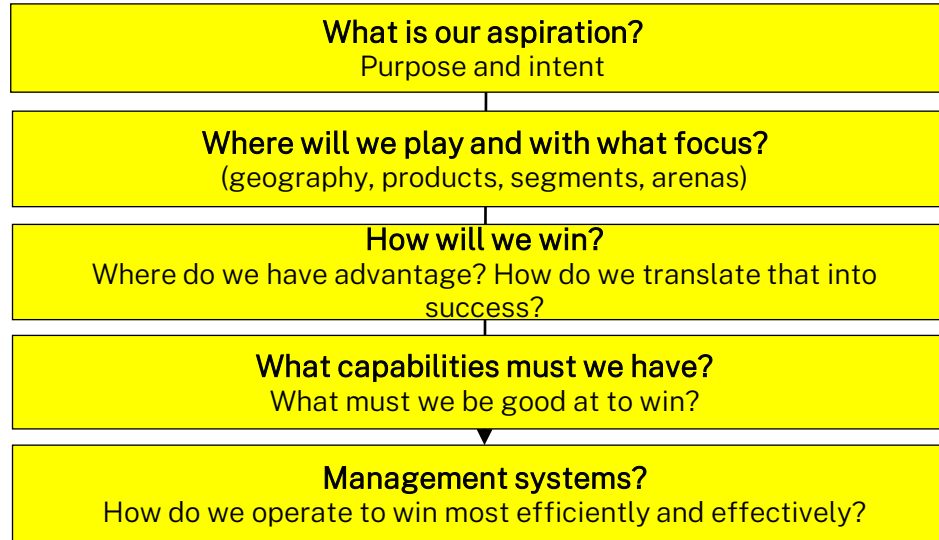 What is our aspiration?
Purpose and intent
Where will we play and with what focus?
(geography, products, segments, arenas)
How will we win?
Where do we have advantage? How do we translate that into
success?
What capabilities must we have?
What must we be good at to win?
Management systems?
How do we operate to win most efficiently and effectively?